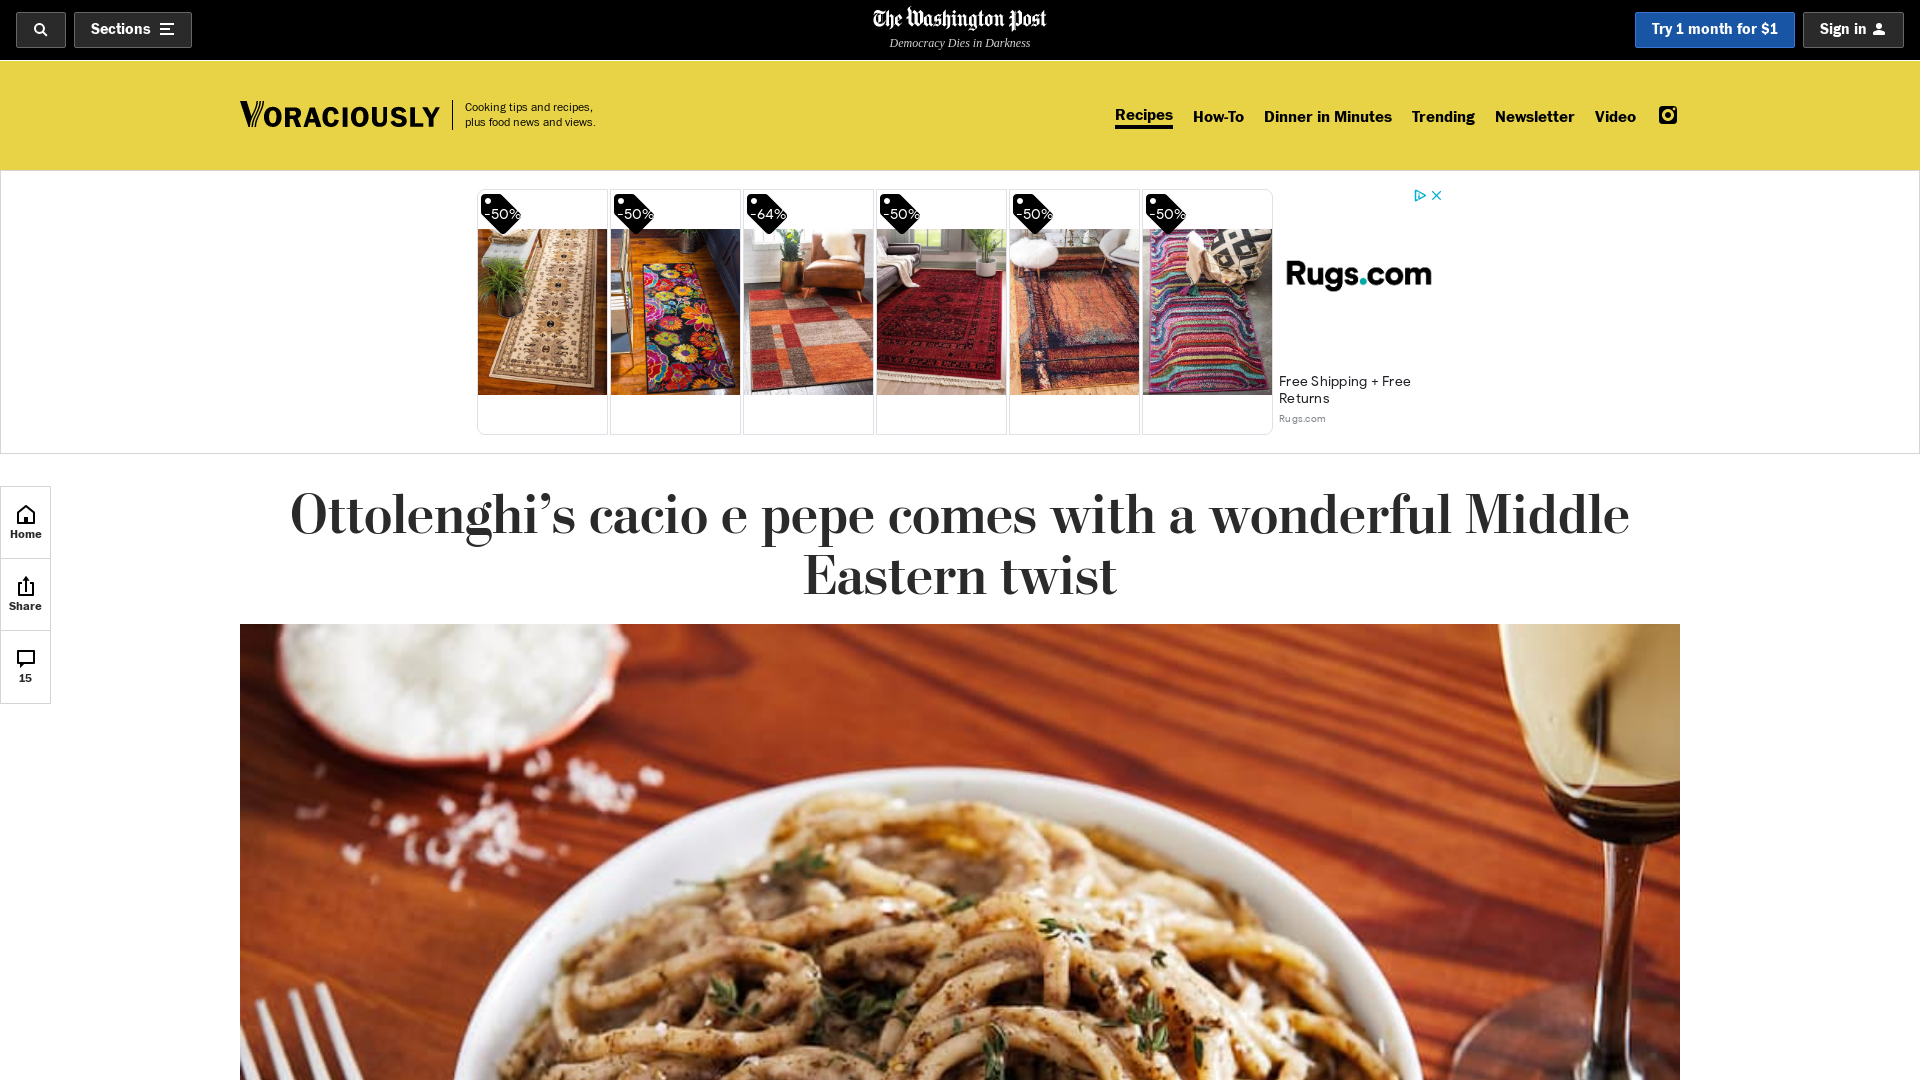 Sections
The Washington Post
Democracy Dies in Darkness
Try 1 month for $1
Sign in
VORACIOUSLY
Cooking tips and recipes,
plus food news and views.
Recipes
How-To
Dinner in Minutes
Trending
Newsletter
Video
-50%
-50%
-64%
-50%
-50%
-50%
Rugs.com
Free Shipping + Free
Returns
Rugs.com
Home
Share
15
Ottolenghi’s cacio e pepe comes with a wonderful Middle
Eastern twist